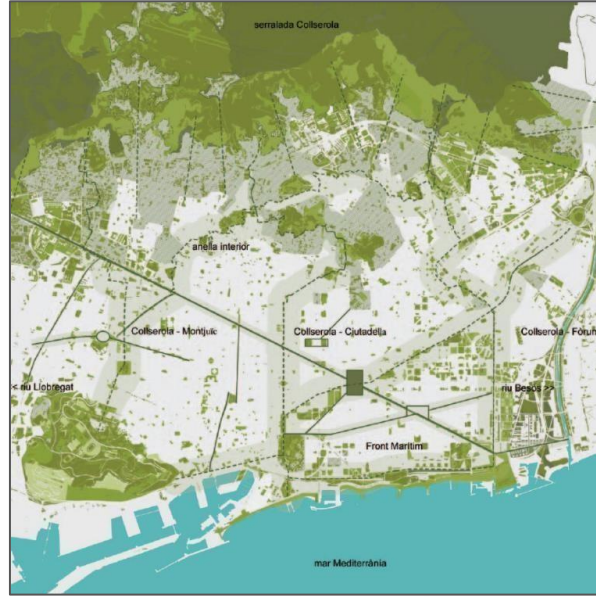 serralada Collserola
anella interior
Collserola - Montjuïc
Collserola - Ciutadella
Collserola - Fòrum
<< riu Llobregat
riu Besòs >>
Front Marítim
mar Mediterrània